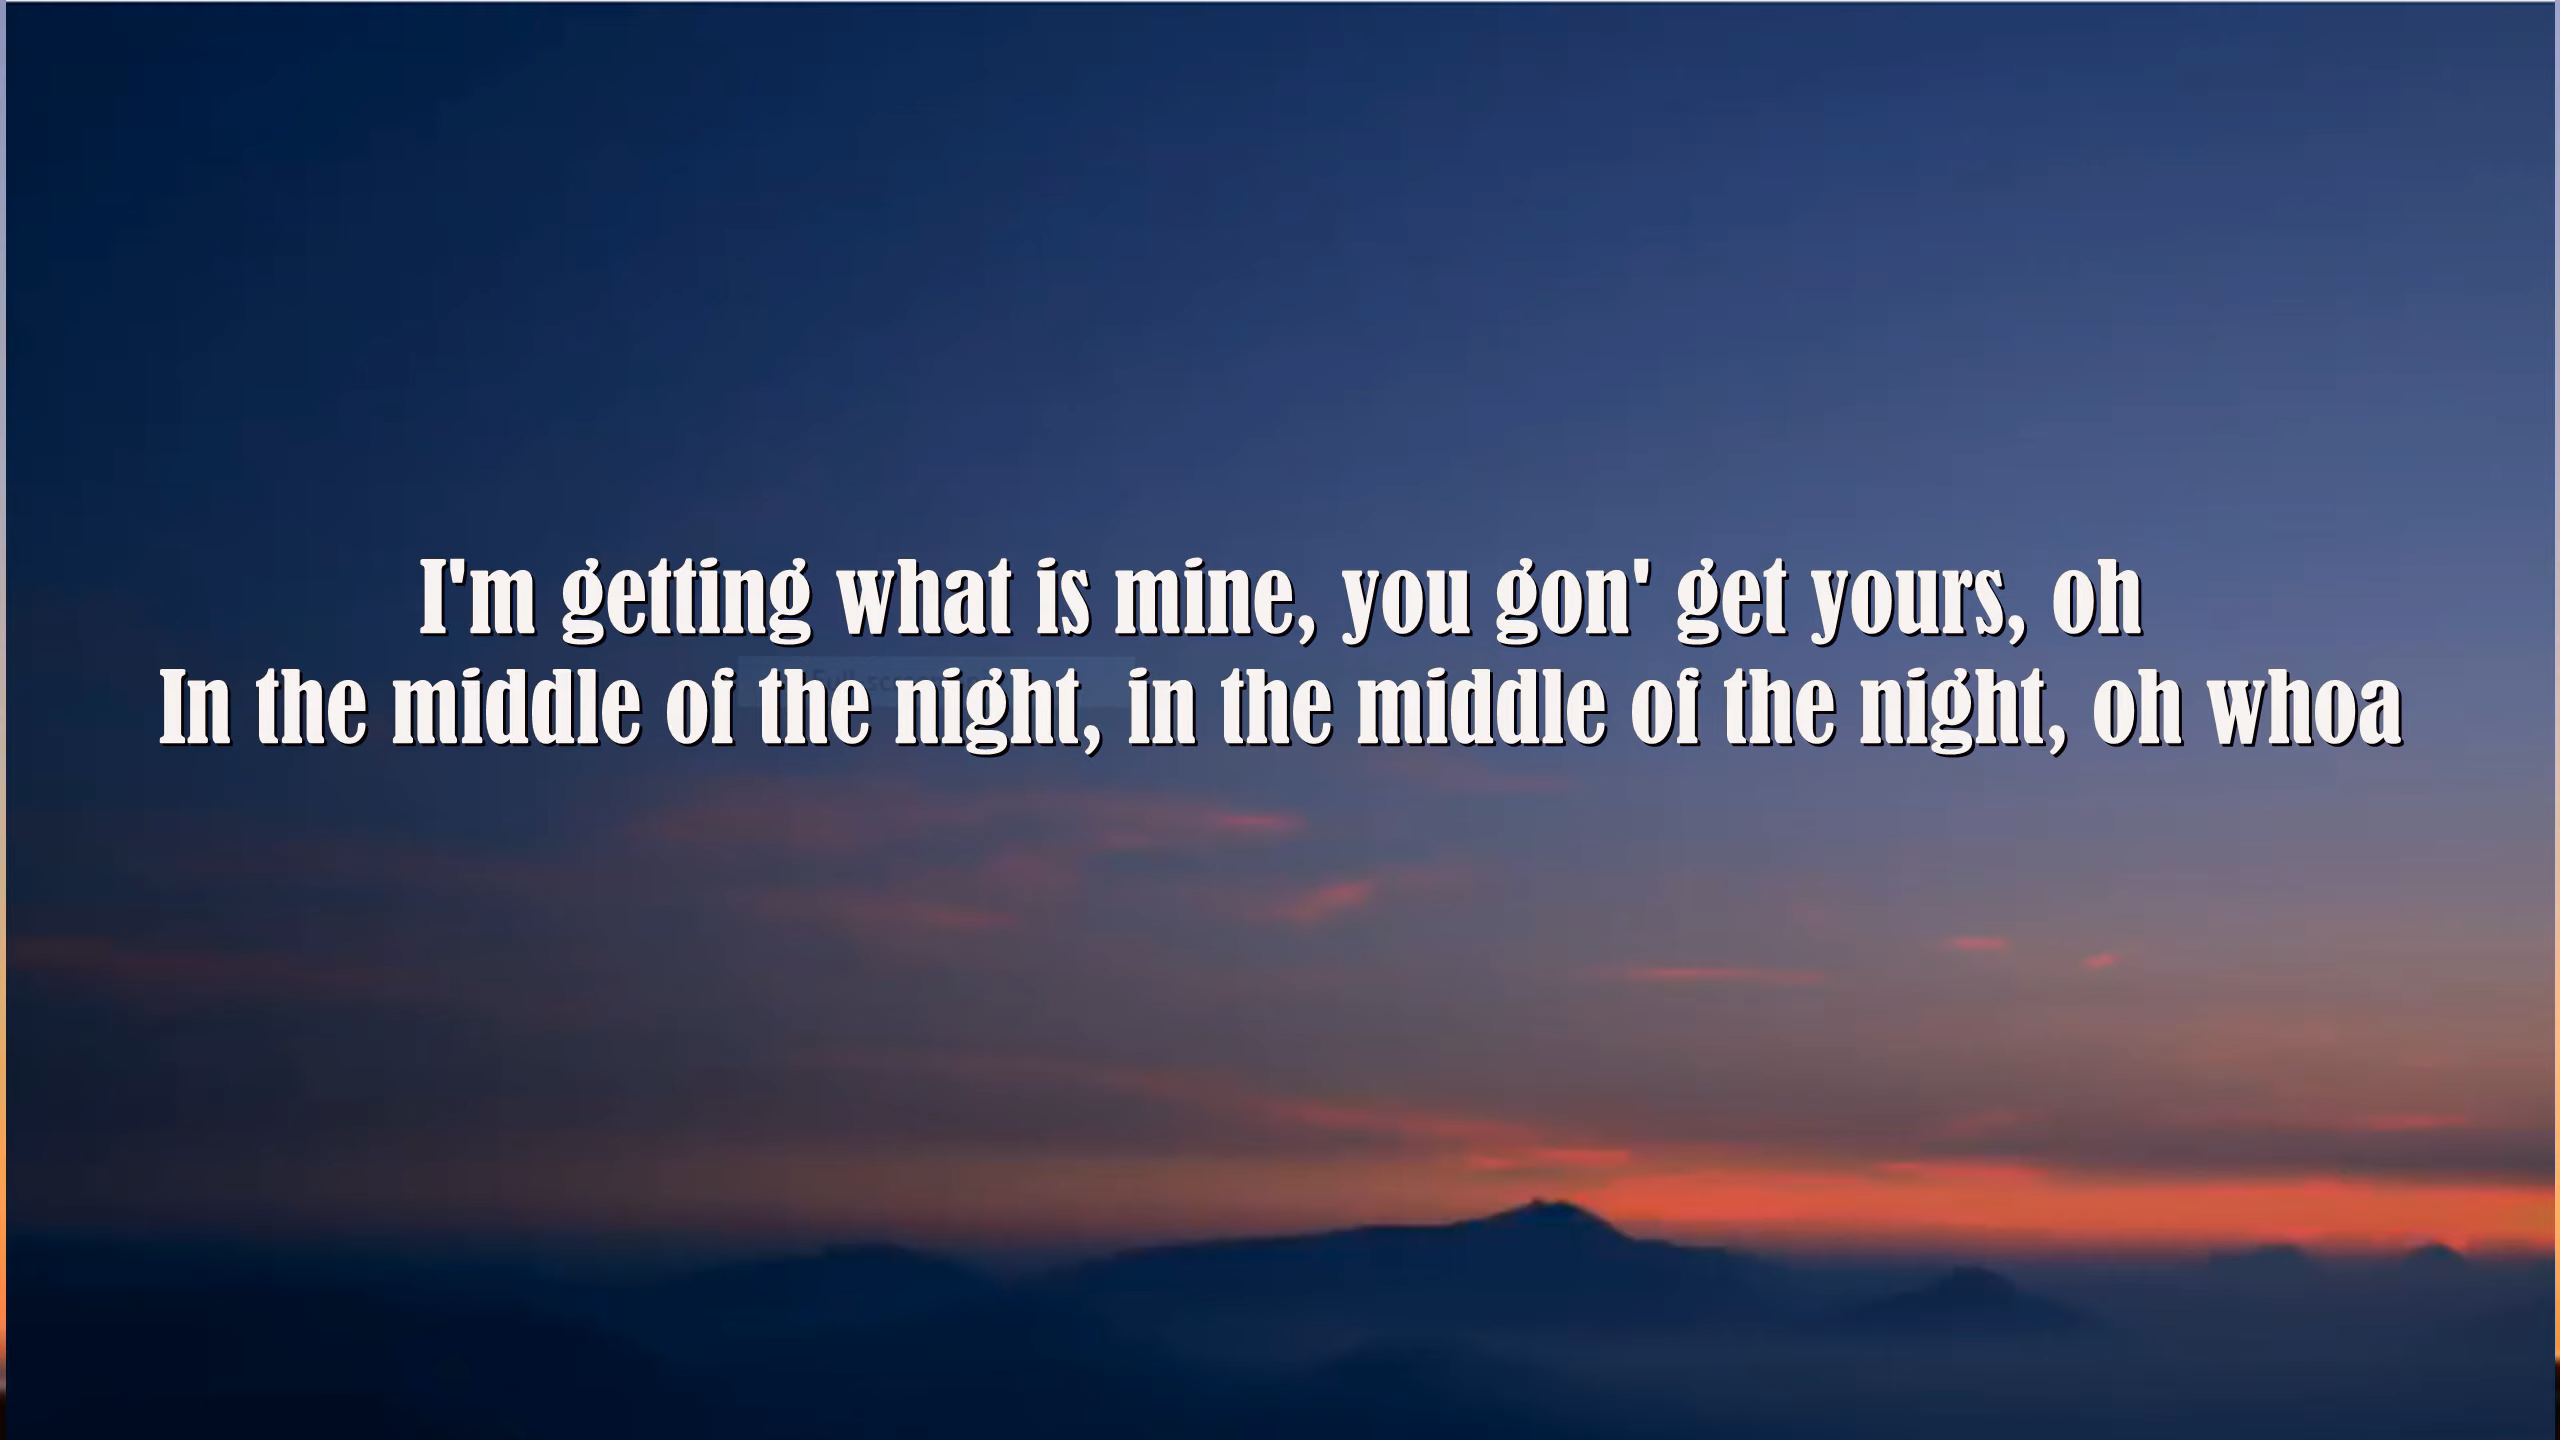 I'm getting what is mine, you gon' get yours, oh
In the middle of the night, in the middle of the night, oh whoa